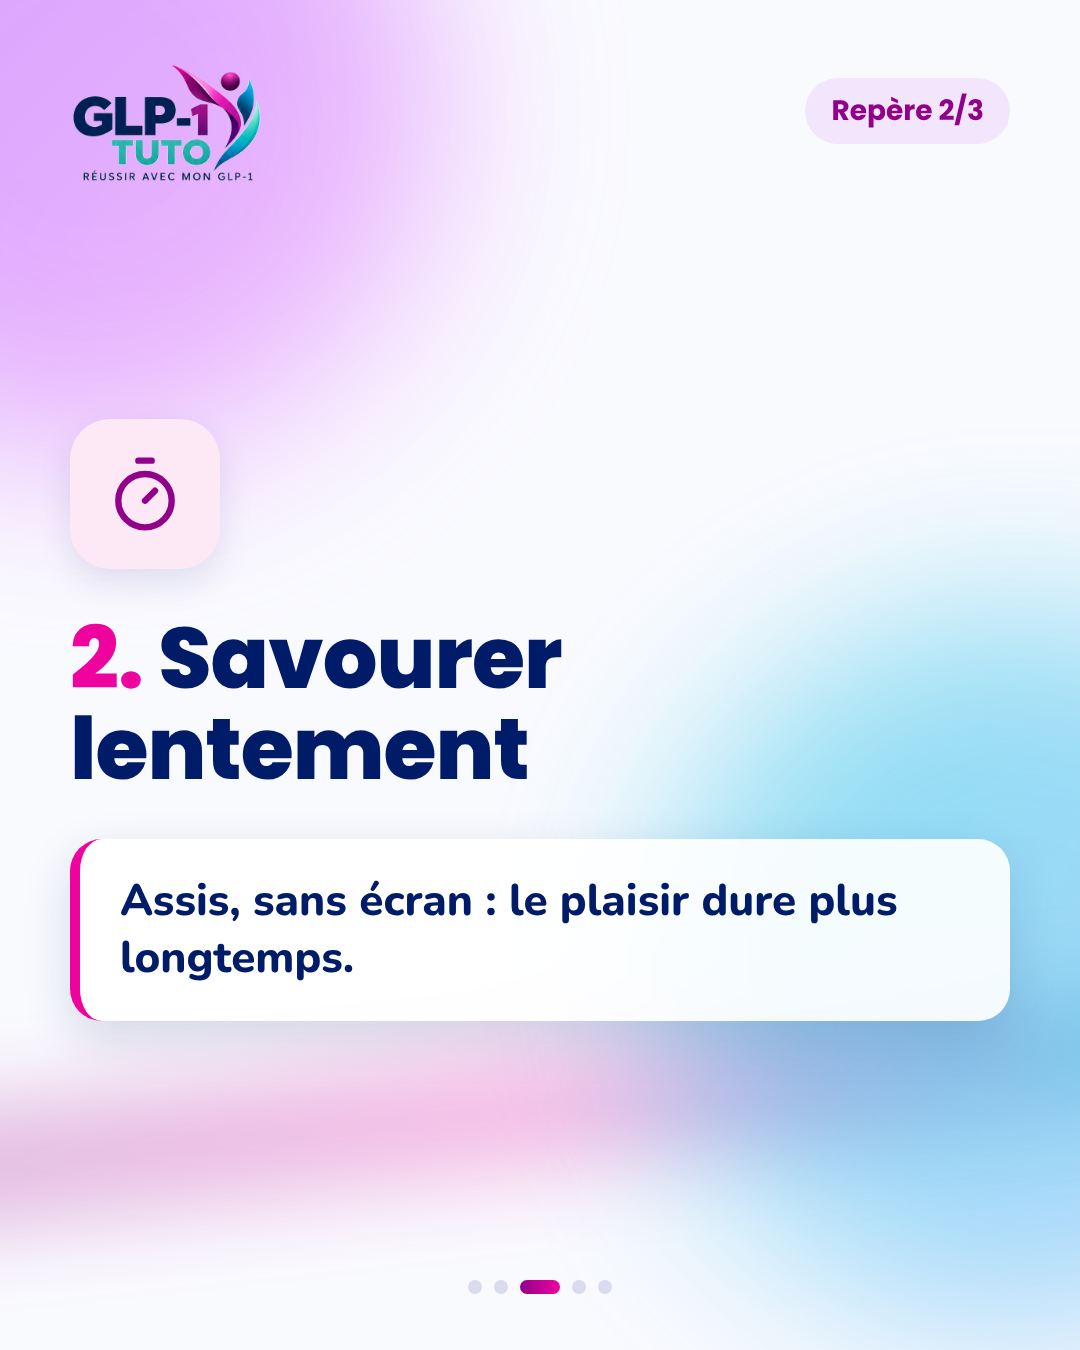 GLP-1
TUTO
RÉUSSIR AVEC MON GLP-1
Repère 2/3
2. Savourer
lentement
Assis, sans écran : le plaisir dure plus
longtemps.